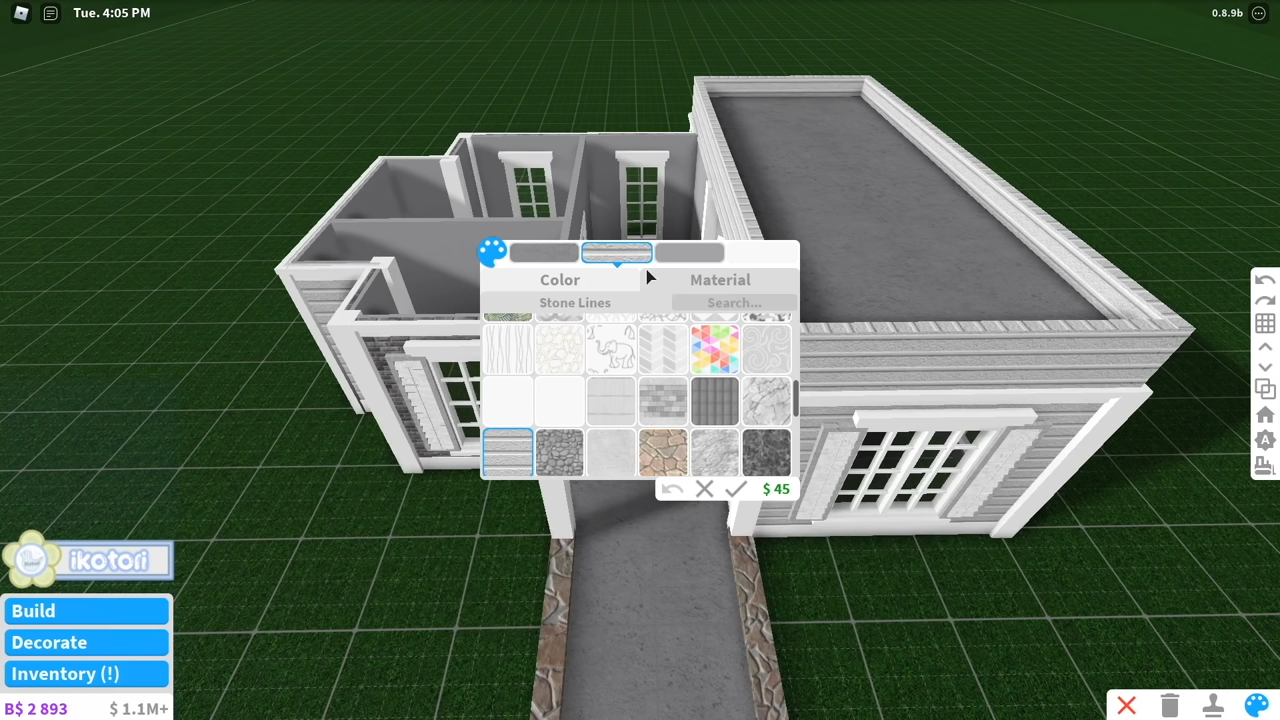 Tue. 4:05 PM
0.8.9b
Color
Material
Stone Lines
Search...
$ 45
A
ikotori
Build
Decorate
Inventory (!)
B$ 2 893
$ 1.1M+